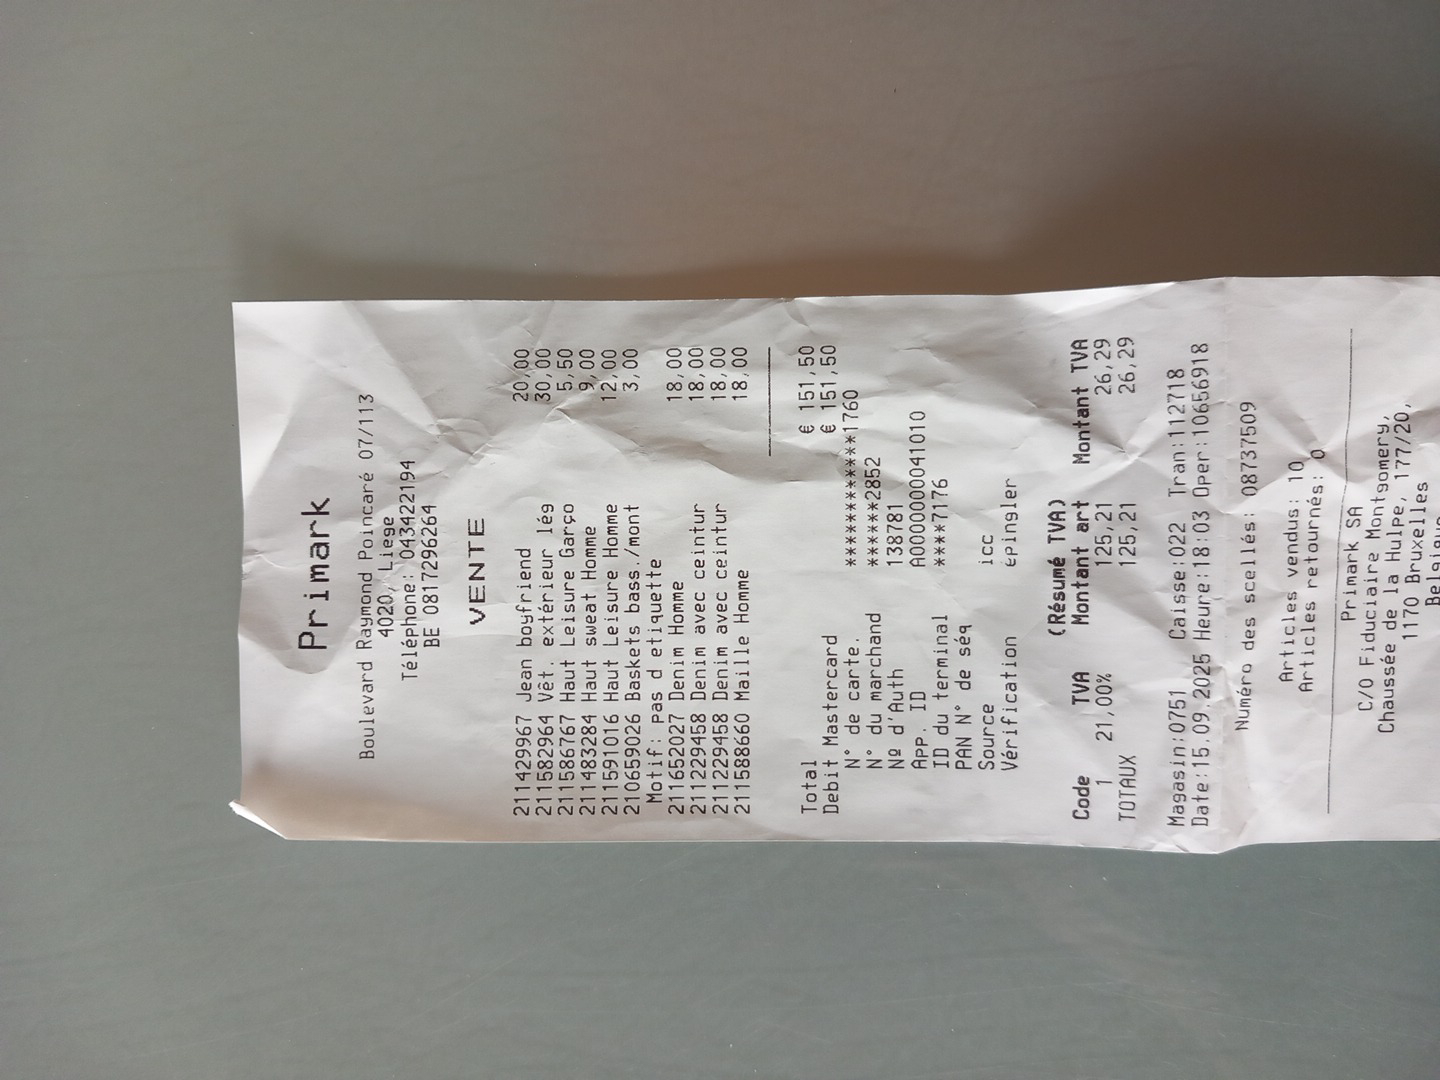 Primark
Boulevard Raymond Poincaré 07/113
4020, Liege
Téléphone: 043422194
BE 0817296264
VENTE
211429967 Jean boyfriend 20,00
211582964 Vêt. extérieur lég 30,00
211586767 Haut Leisure Garço 5,50
211483284 Haut sweat Homme 9,00
211591016 Haut Leisure Homme 12,00
210659026 Baskets bass./mont 3,00
Motif: pas d etiquette
211652027 Denim Homme 18,00
211229458 Denim avec ceintur 18,00
211229458 Denim avec ceintur 18,00
211588660 Maille Homme 18,00
Total € 151,50
Debit Mastercard € 151,50
N° de carte. ************1760
N° du marchand ******2852
Nº d'Auth 138781
App. ID A0000000041010
ID du terminal ****7176
PAN N° de séq
Source icc
Vérification épingler
(Résumé TVA)
Code TVA Montant art Montant TVA
1 21,00% 125,21 26,29
TOTAUX 125,21 26,29
Magasin:0751 Caisse:022 Tran:112718
Date:15.09.2025 Heure:18:03 Oper:10656918
Numéro des scellés: 08737509
Articles vendus: 10
Articles retournés: 0
Primark SA
C/O Fiduciaire Montgomery,
Chaussée de la Hulpe, 177/20,
1170 Bruxelles
Belgique